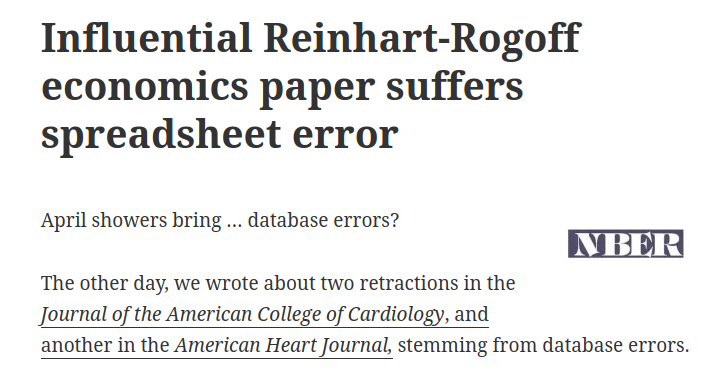 Influential Reinhart-Rogoff
economics paper suffers
spreadsheet error
April showers bring … database errors?
NBER
The other day, we wrote about two retractions in the
Journal of the American College of Cardiology, and
another in the American Heart Journal, stemming from database errors.